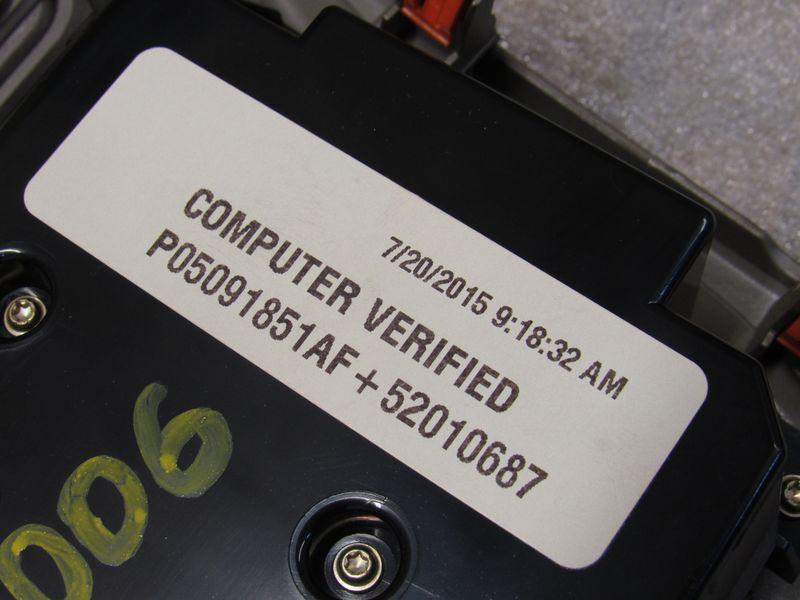 7/20/2015 9:18:32 AM
COMPUTER VERIFIED
P05091851AF+52010687
006